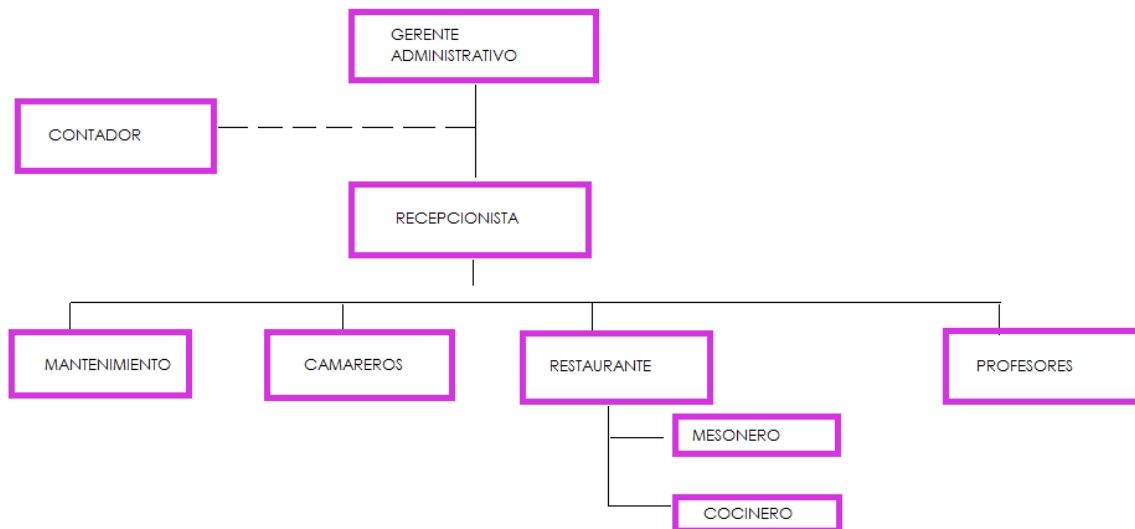 GERENTE
ADMINISTRATIVO
CONTADOR
RECEPCIONISTA
MANTENIMIENTO
CAMAREROS
RESTAURANTE
PROFESORES
MESONERO
COCINERO